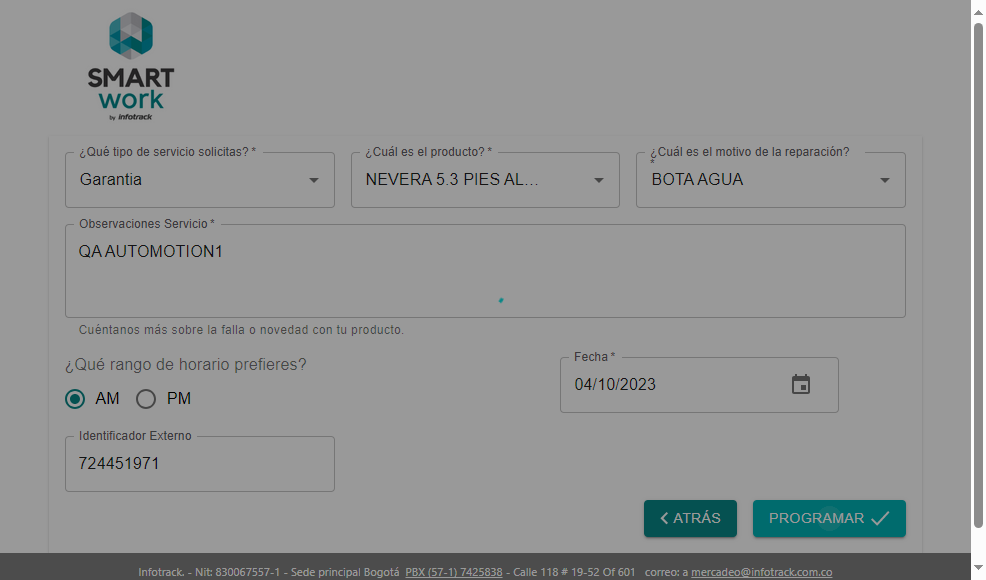 SMART
work
by infotrack
¿Qué tipo de servicio solicitas? *
¿Cuál es el producto? *
¿Cuál es el motivo de la reparación? *
Garantia
NEVERA 5.3 PIES AL...
BOTA AGUA
Observaciones Servicio *
QA AUTOMOTION1
Cuéntanos más sobre la falla o novedad con tu producto.
¿Qué rango de horario prefieres?
Fecha *
AM PM
04/10/2023
Identificador Externo
724451971
ATRÁS
PROGRAMAR
Infotrack. - Nit: 830067557-1 - Sede principal Bogotá PBX (57-1) 7425838 - Calle 118 # 19-52 Of 601 correo: a mercadeo@infotrack.com.co